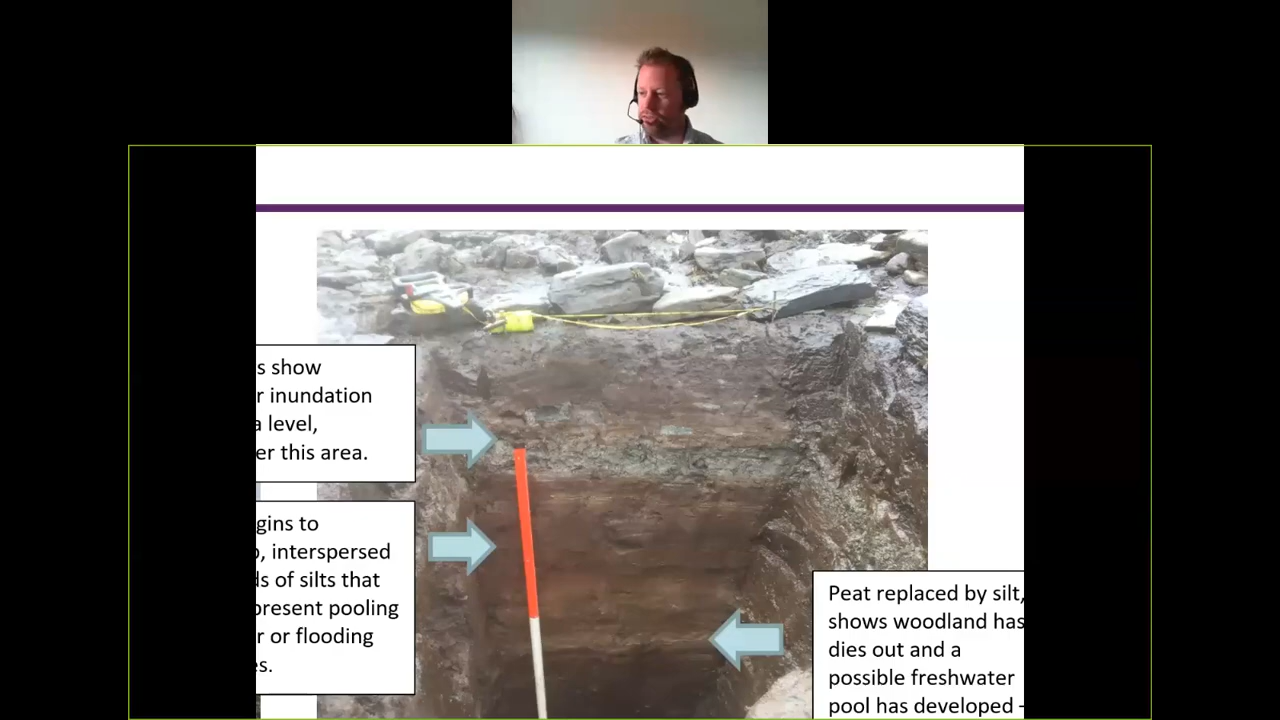 s show
r inundation
a level,
er this area.
gins to
, interspersed
ds of silts that
present pooling
r or flooding
es.
Peat replaced by silt,
shows woodland has
dies out and a
possible freshwater
pool has developed -